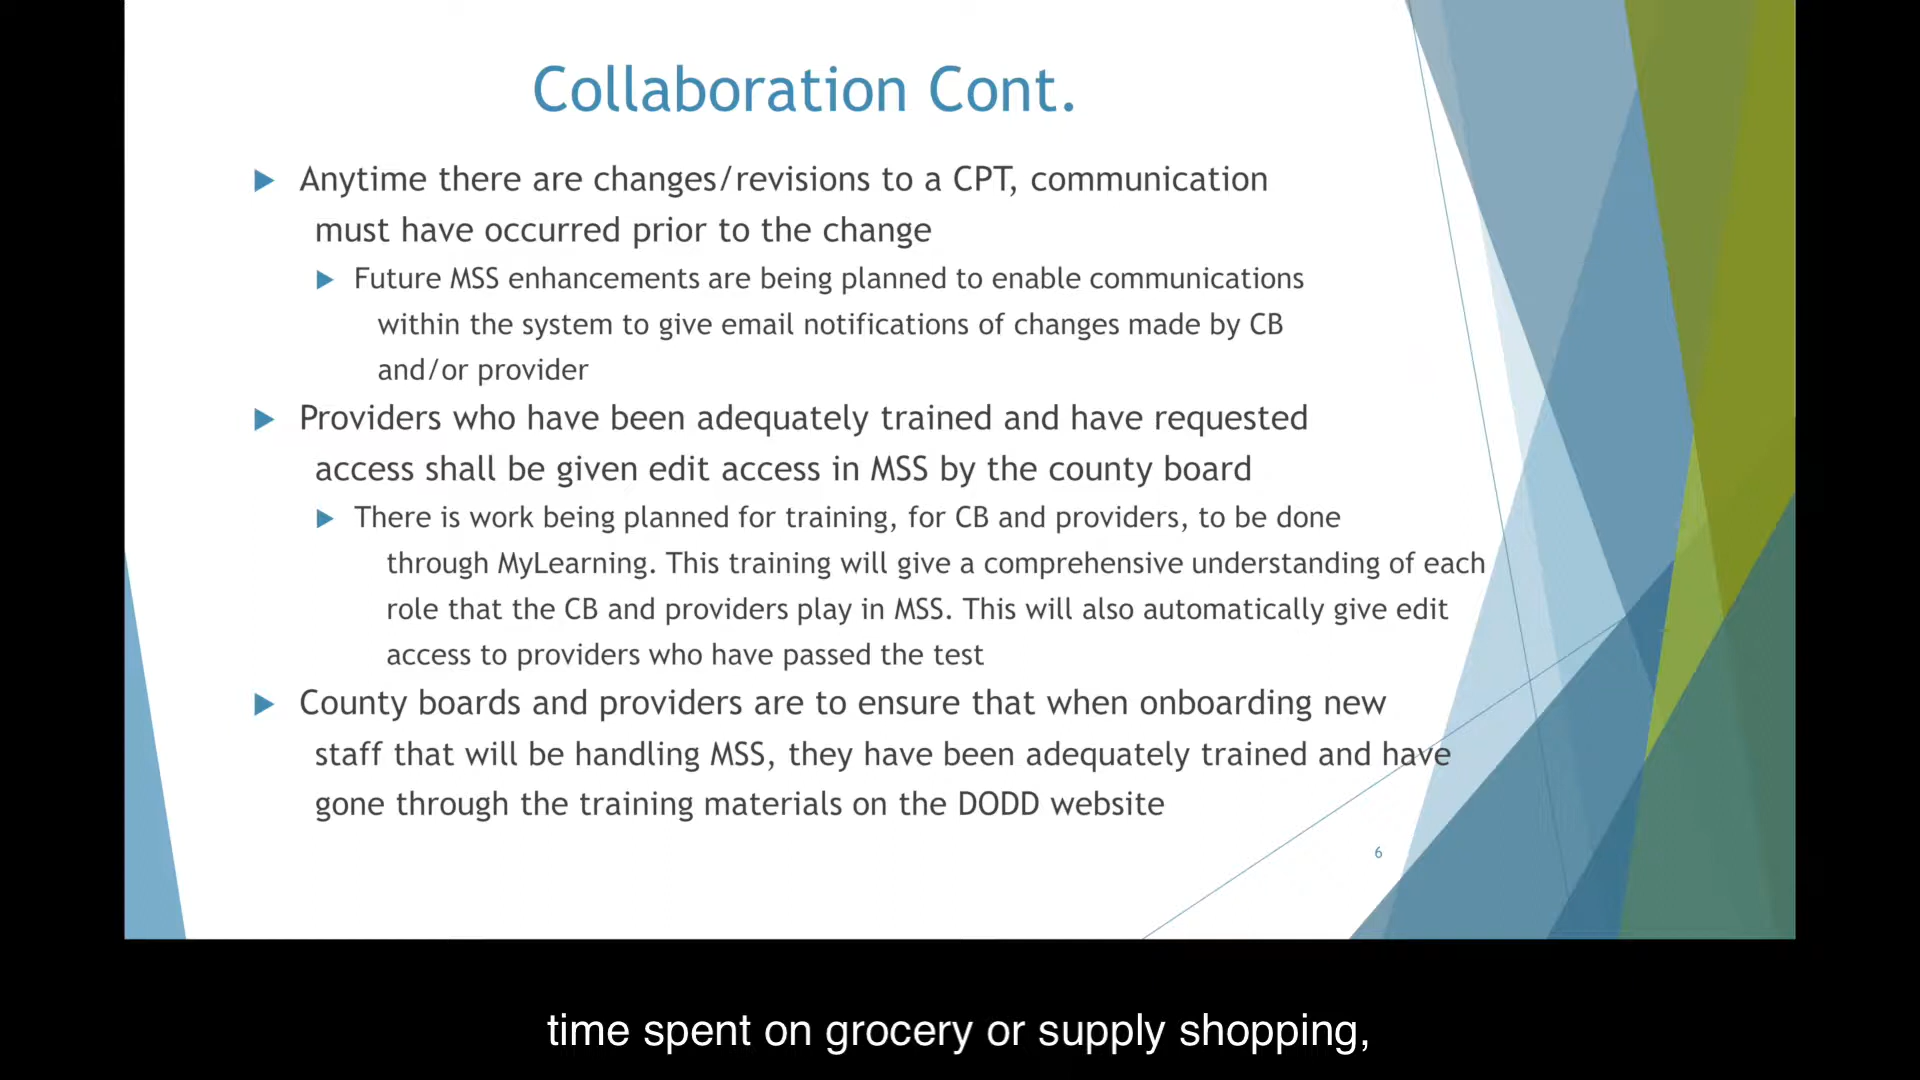 Collaboration Cont.
Anytime there are changes/revisions to a CPT, communication
must have occurred prior to the change
Future MSS enhancements are being planned to enable communications
within the system to give email notifications of changes made by CB
and/or provider
Providers who have been adequately trained and have requested
access shall be given edit access in MSS by the county board
There is work being planned for training, for CB and providers, to be done
through MyLearning. This training will give a comprehensive understanding of each
role that the CB and providers play in MSS. This will also automatically give edit
access to providers who have passed the test
County boards and providers are to ensure that when onboarding new
staff that will be handling MSS, they have been adequately trained and have
gone through the training materials on the DODD website
6
time spent on grocery or supply shopping,